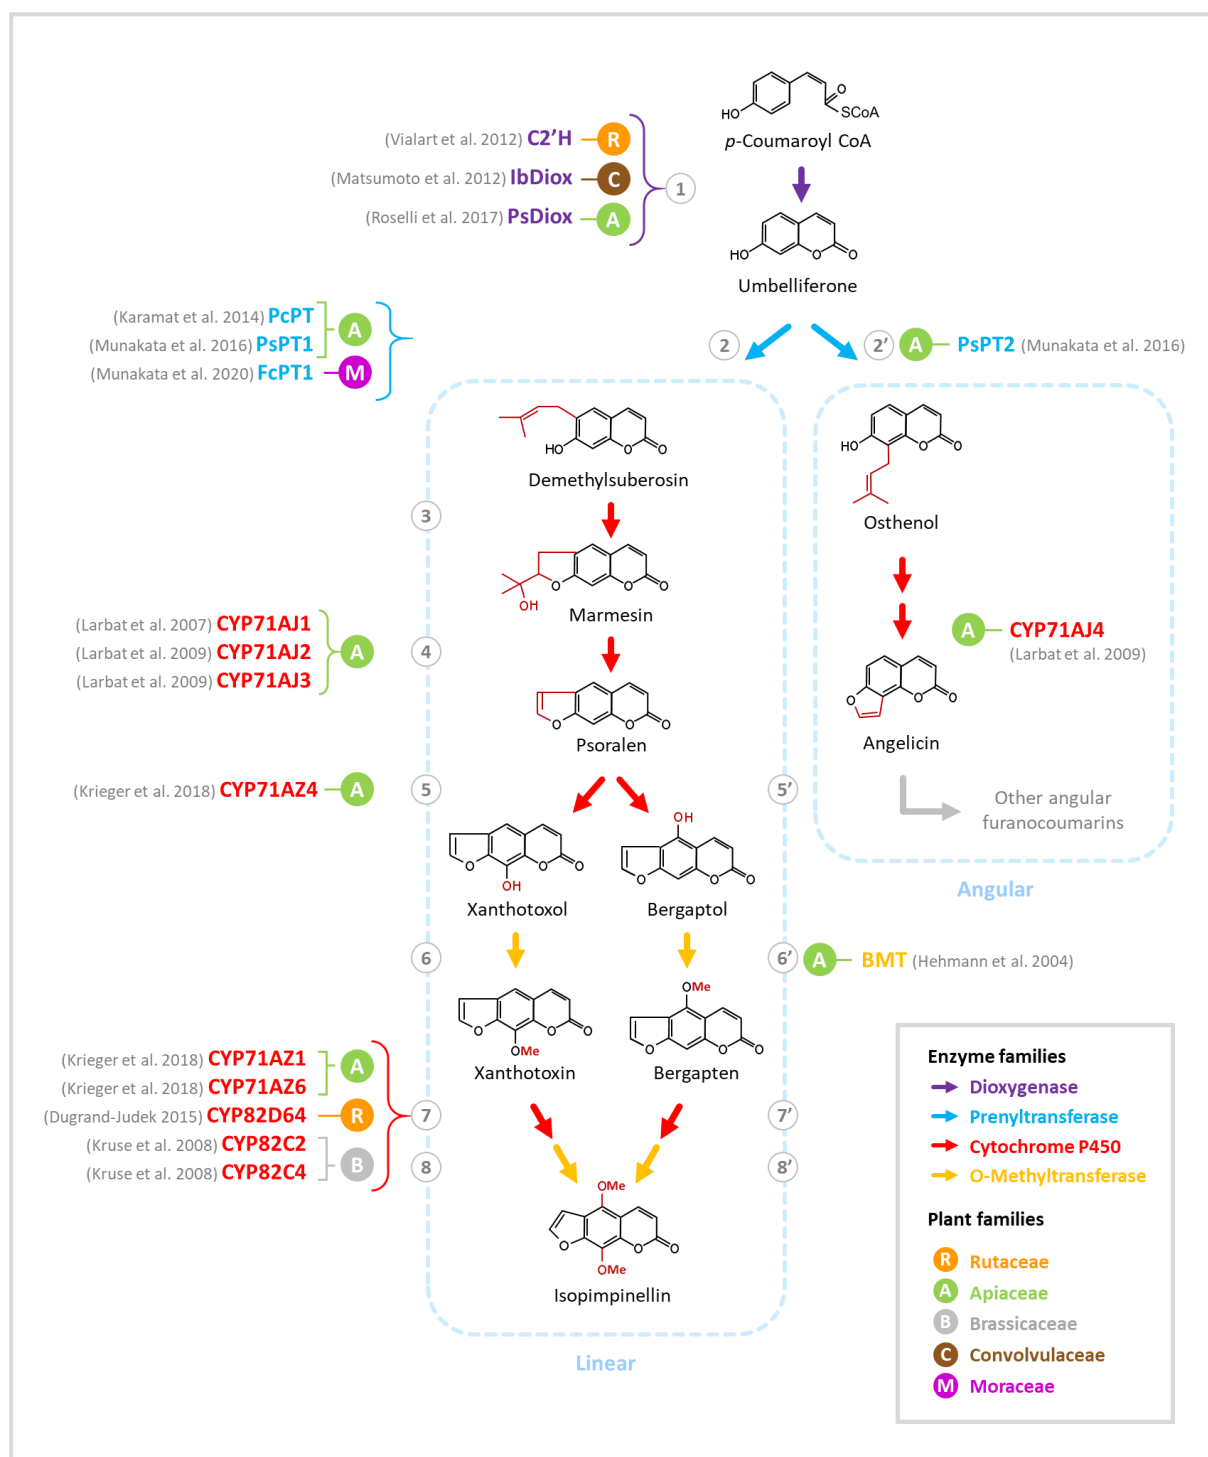 HO
O
SCoA
p-Coumaroyl CoA
(Vialart et al. 2012) C2’H R
(Matsumoto et al. 2012) IbDiox C
(Roselli et al. 2017) PsDiox A
1
HO
O
O
Umbelliferone
(Karamat et al. 2014) PcPT
(Munakata et al. 2016) PsPT1
A
(Munakata et al. 2020) FcPT1 M
2
2’ A PsPT2 (Munakata et al. 2016)
HO
O
O
Demethylsuberosin
3
OH
O
O
O
Marmesin
(Larbat et al. 2007) CYP71AJ1
(Larbat et al. 2009) CYP71AJ2
(Larbat et al. 2009) CYP71AJ3
A
4
O
O
O
Psoralen
HO
O
O
Osthenol
A CYP71AJ4
(Larbat et al. 2009)
O
O
O
Angelicin
Other angular
furanocoumarins
Angular
(Krieger et al. 2018) CYP71AZ4 A
5
5’
O
O
O
OH
Xanthotoxol
OH
O
O
O
Bergaptol
6
6’ A BMT (Hehmann et al. 2004)
O
O
O
OMe
Xanthotoxin
OMe
O
O
O
Bergapten
(Krieger et al. 2018) CYP71AZ1
(Krieger et al. 2018) CYP71AZ6
A
(Dugrand-Judek 2015) CYP82D64 R
(Kruse et al. 2008) CYP82C2
(Kruse et al. 2008) CYP82C4
B
7
7’
8
8’
OMe
O
O
O
OMe
Isopimpinellin
Linear
Enzyme families
Dioxygenase
Prenyltransferase
Cytochrome P450
O-Methyltransferase
Plant families
R Rutaceae
A Apiaceae
B Brassicaceae
C Convolvulaceae
M Moraceae